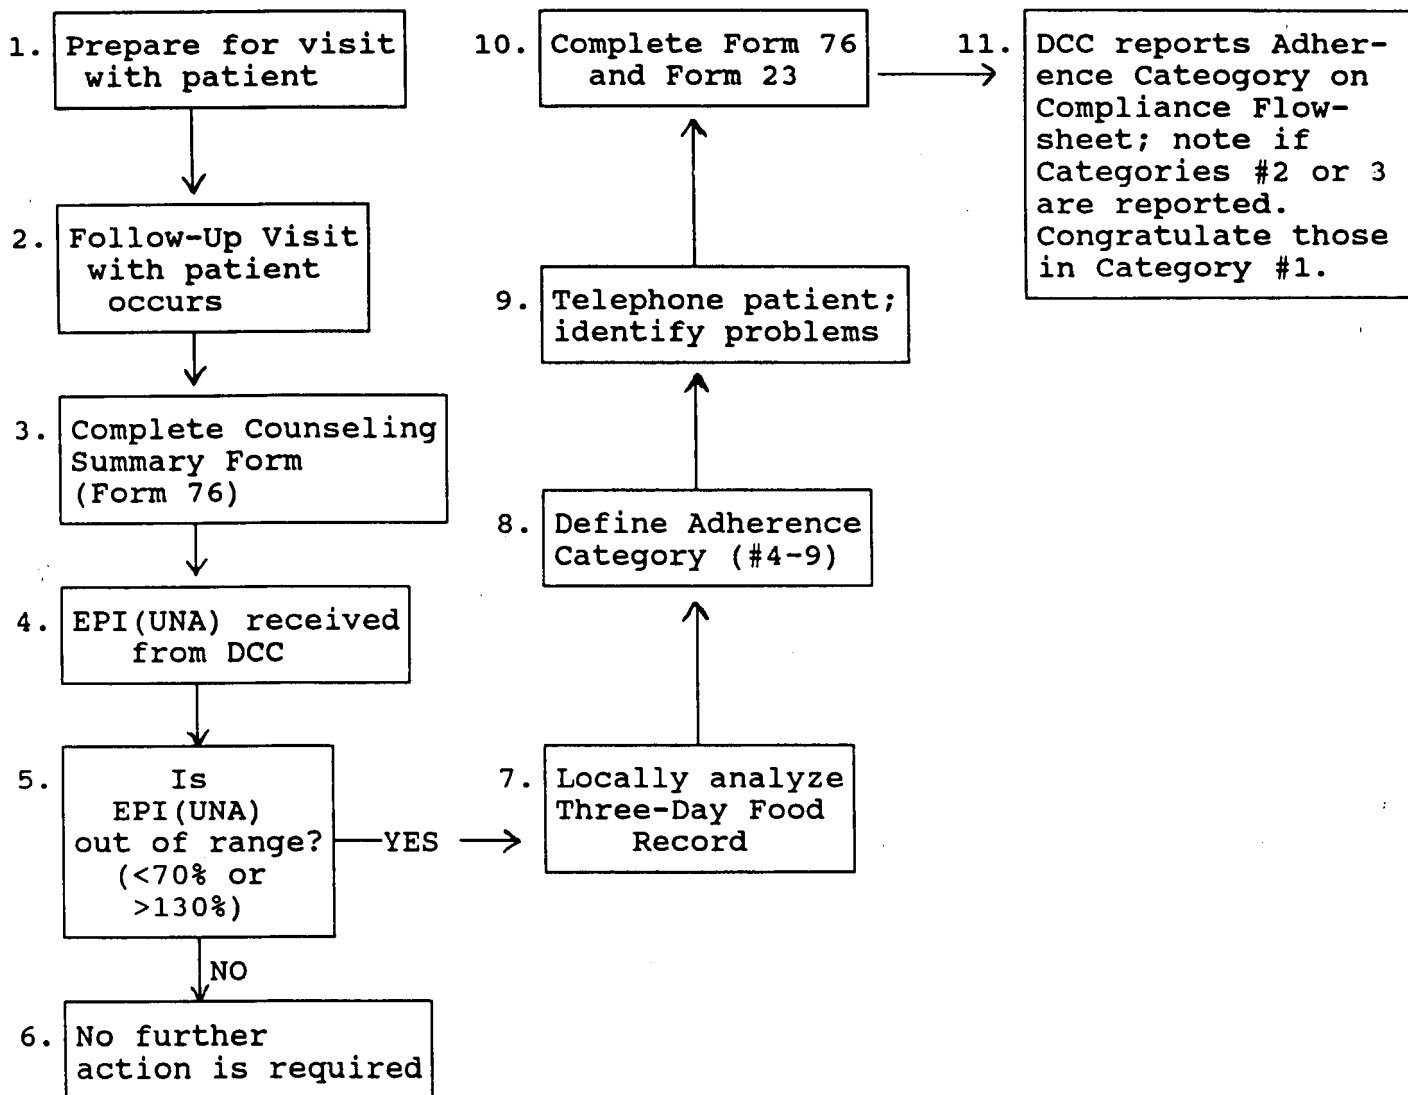 1. Prepare for visit
with patient
2. Follow-Up Visit
with patient
occurs
3. Complete Counseling
Summary Form
(Form 76)
4. EPI(UNA) received
from DCC
5. Is
EPI(UNA)
out of range?
(<70% or
>130%)
YES
NO
6. No further
action is required
7. Locally analyze
Three-Day Food
Record
8. Define Adherence
Category (#4-9)
9. Telephone patient;
identify problems
10. Complete Form 76
and Form 23
11. DCC reports Adher-
ence Cateogory on
Compliance Flow-
sheet; note if
Categories #2 or 3
are reported.
Congratulate those
in Category #1.